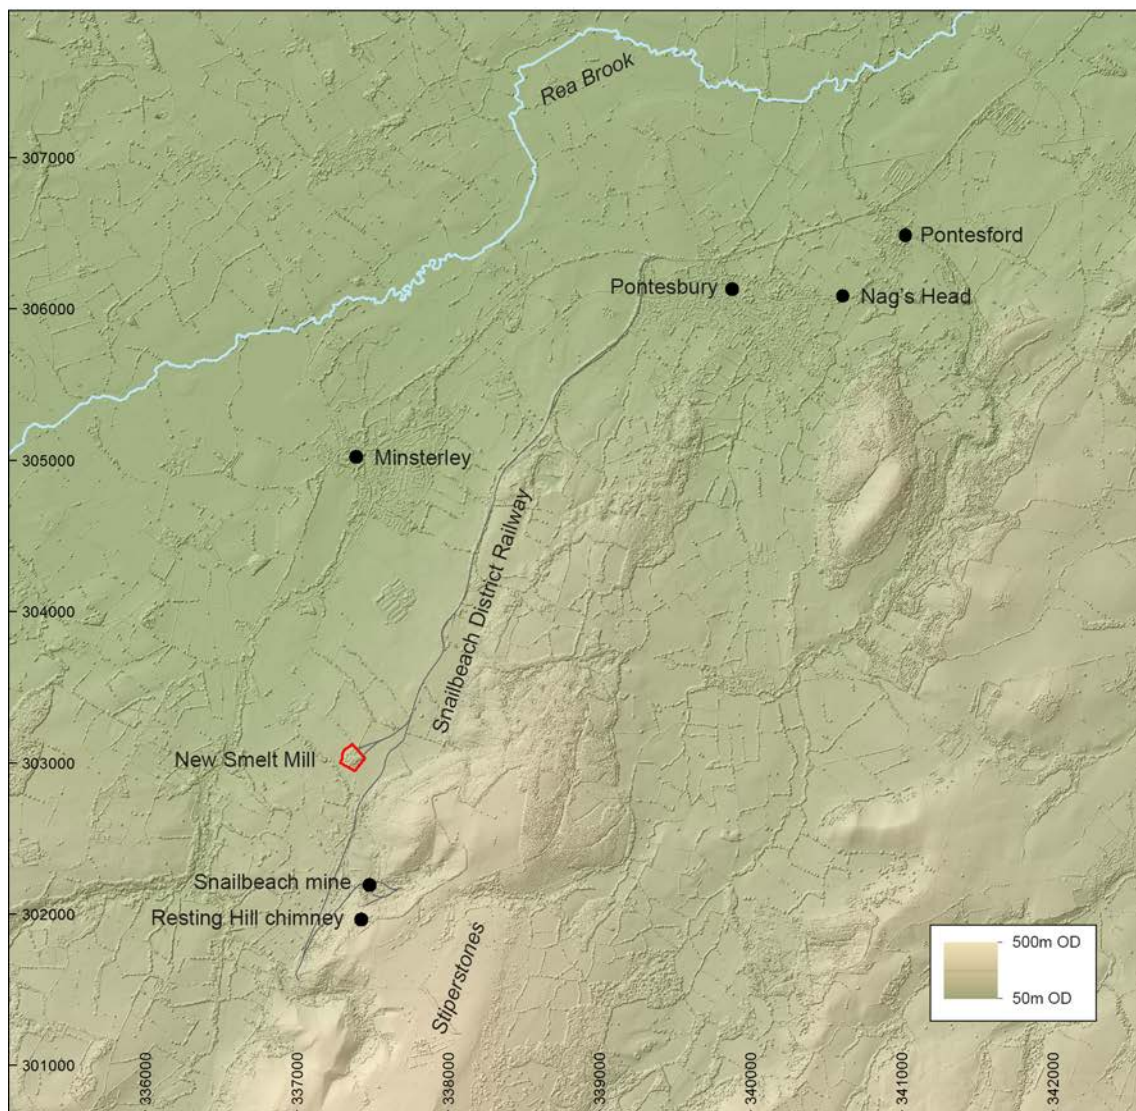 Rea Brook
307000
Pontesford
Pontesbury
Nag's Head
306000
305000
Minsterley
Snailbeach District Railway
304000
303000
New Smelt Mill
Snailbeach mine
302000
Resting Hill chimney
Stiperstones
500m OD
50m OD
301000
336000
337000
338000
339000
340000
341000
342000